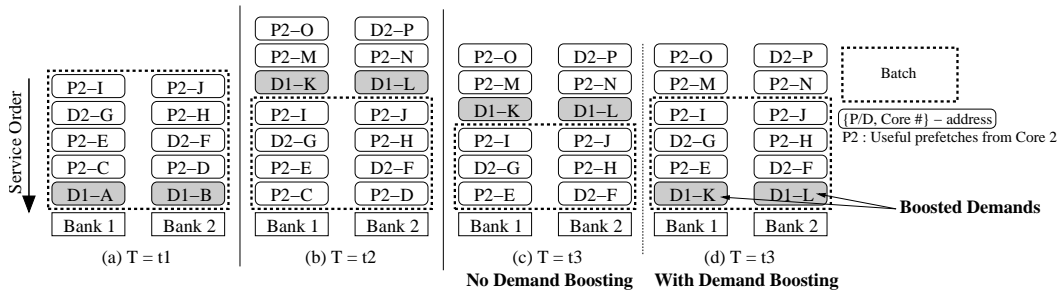 Service Order
P2−I P2−J
D2−G P2−H
P2−E D2−F
P2−C P2−D
D1−A D1−B
Bank 1 Bank 2
(a) T = t1
P2−O D2−P
P2−M P2−N
D1−K D1−L
P2−I P2−J
D2−G P2−H
P2−E D2−F
P2−C P2−D
Bank 1 Bank 2
(b) T = t2
P2−O D2−P
P2−M P2−N
D1−K D1−L
P2−I P2−J
D2−G P2−H
P2−E D2−F
Bank 1 Bank 2
(c) T = t3
No Demand Boosting
P2−O D2−P
P2−M P2−N
P2−I P2−J
D2−G P2−H
P2−E D2−F
D1−K D1−L
Bank 1 Bank 2
(d) T = t3
With Demand Boosting
Batch
{P/D, Core #} − address
P2 : Useful prefetches from Core 2
Boosted Demands